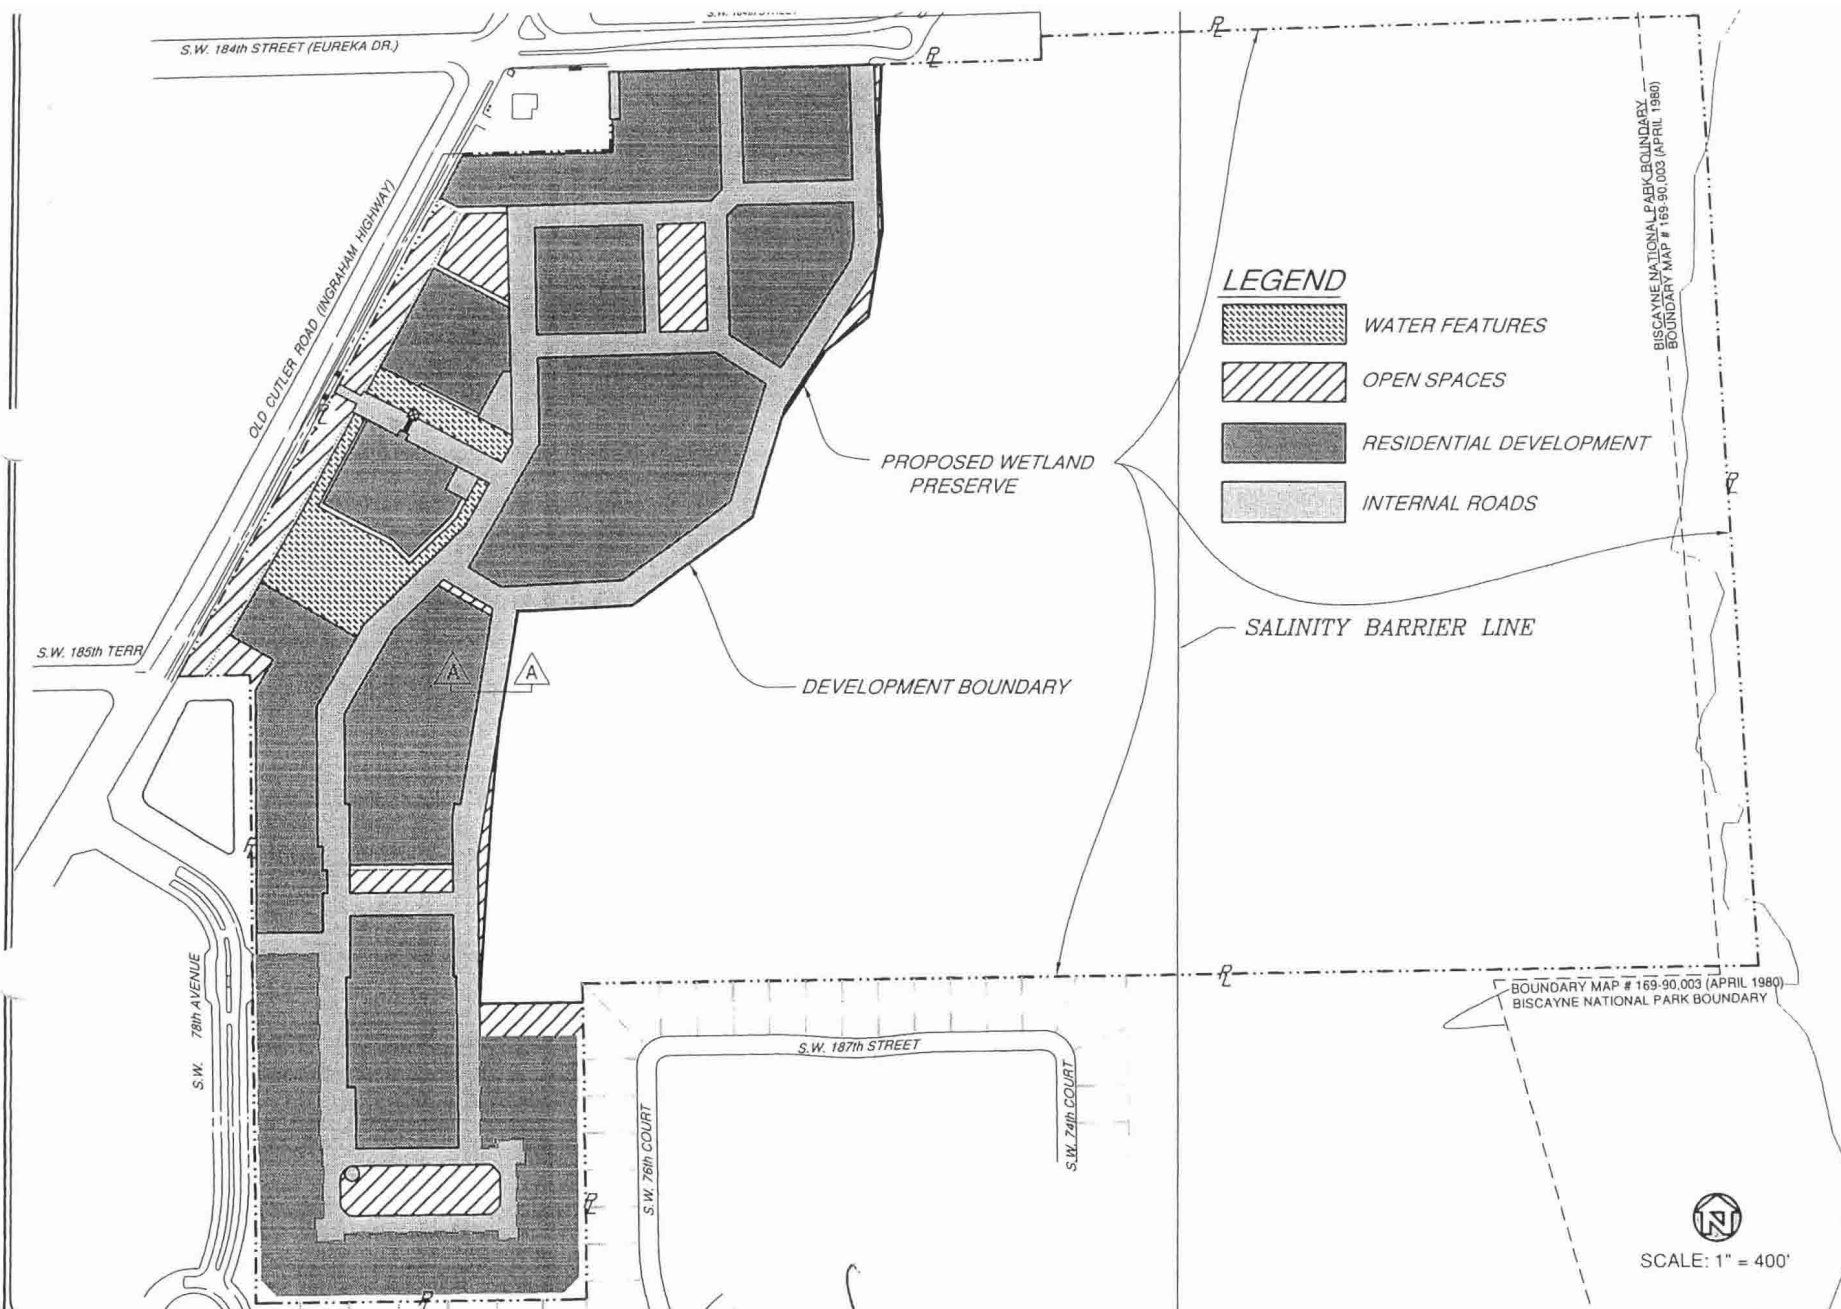 S.W. 184th STREET
S.W. 184th STREET (EUREKA DR.)
OLD CUTLER ROAD (INGRAHAM HIGHWAY)
BISCAYNE NATIONAL PARK BOUNDARY
BOUNDARY MAP # 169-90,003 (APRIL 1980)
LEGEND
WATER FEATURES
OPEN SPACES
RESIDENTIAL DEVELOPMENT
INTERNAL ROADS
PROPOSED WETLAND
PRESERVE
SALINITY BARRIER LINE
S.W. 185th TERR
A
A
DEVELOPMENT BOUNDARY
S.W. 78th AVENUE
BOUNDARY MAP # 169-90,003 (APRIL 1980)
BISCAYNE NATIONAL PARK BOUNDARY
S.W. 187th STREET
S.W. 76th COURT
S.W. 74th COURT
N
SCALE: 1" = 400'